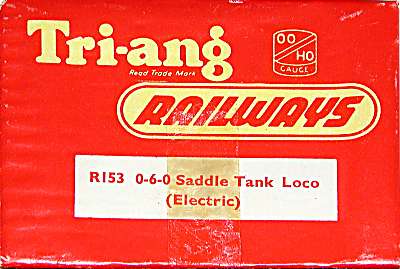 Tri-ang
Regd Trade Mark
OO
HO
GAUGE
RAILWAYS
R153 0-6-0 Saddle Tank Loco
(Electric)